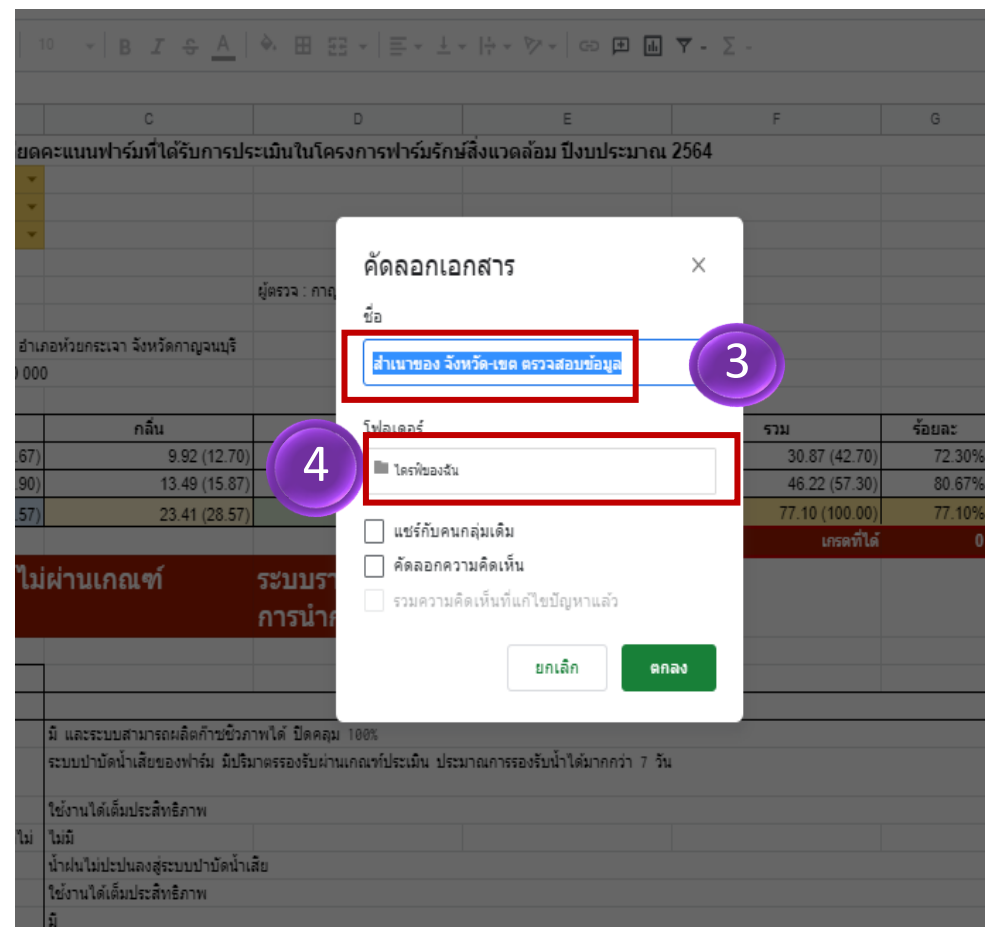 10 B I S A
C D E F G
ยดคะแนนฟาร์มที่ได้รับการประเมินในโครงการฟาร์มรักษ์สิ่งแวดล้อม ปีงบประมาณ 2564
คัดลอกเอกสาร
ผู้ตรวจ : กาญ
ชื่อ
อำเภอห้วยกระเจา จังหวัดกาญจนบุรี
สำเนาของ จังหวัด-เขต ตรวจสอบข้อมูล
3
000
โฟลเดอร์
กลิ่น รวม ร้อยละ
.67) 9.92 (12.70) 30.87 (42.70) 72.30%
4
ไดรฟ์ของฉัน
.90) 13.49 (15.87) 46.22 (57.30) 80.67%
.57) 23.41 (28.57) 77.10 (100.00) 77.10%
แชร์กับคนกลุ่มเดิม
เกรดที่ได้ 0
คัดลอกความคิดเห็น
ไม่ผ่านเกณฑ์ ระบบรา
รวมความคิดเห็นที่แก้ไขปัญหาแล้ว
การนำก
ยกเลิก ตกลง
มี และระบบสามารถผลิตก๊าซชีวภาพได้ ปิดคลุม 100%
ระบบบำบัดน้ำเสียของฟาร์ม มีปริมาตรรองรับผ่านเกณฑ์ประเมิน ประมาณการรองรับน้ำได้มากกว่า 7 วัน
ใช้งานได้เต็มประสิทธิภาพ
ไม่ ไม่มี
น้ำฝนไม่ปะปนลงสู่ระบบบำบัดน้ำเสีย
ใช้งานได้เต็มประสิทธิภาพ
มี